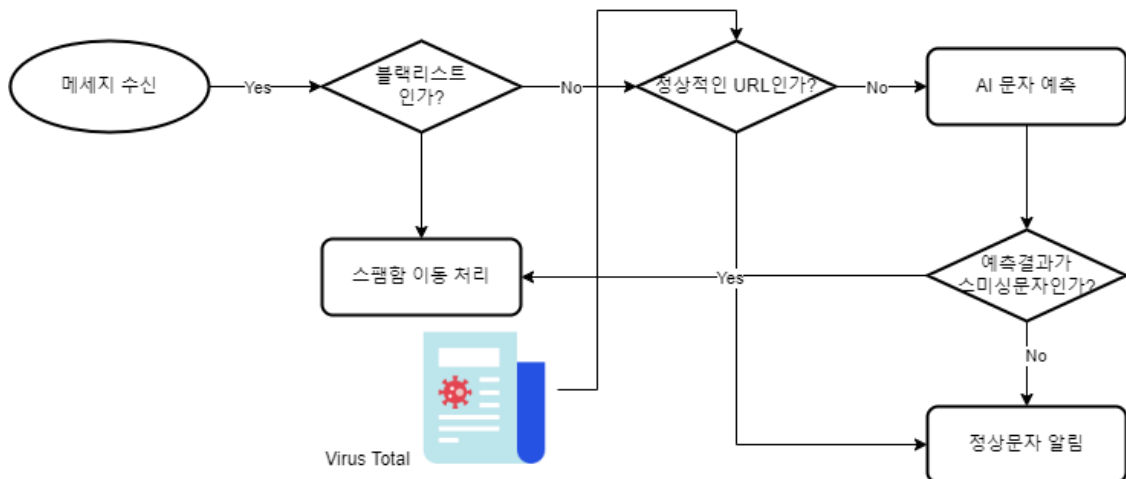 메세지 수신
Yes
블랙리스트
인가?
No
정상적인 URL인가?
No
AI 문자 예측
스팸함 이동 처리
Yes
예측결과가
스미싱문자인가?
No
Virus Total
정상문자 알림